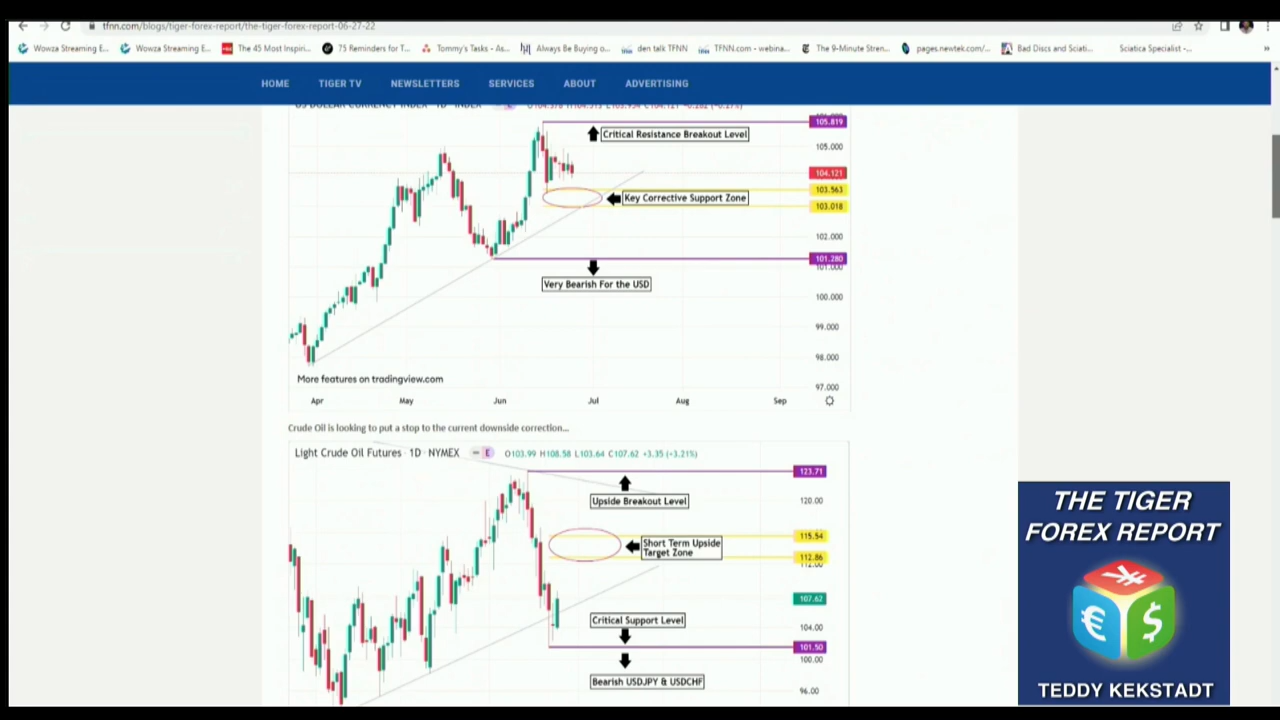 tfnn.com/blogs/tiger-forex-report/the-tiger-forex-report-06-27-22
Wowza Streaming E... Wowza Streaming E... The 45 Most Inspiri... 75 Reminders for T... Tommy's Tasks - As... Always Be Buying o... den talk TFNN TFNN.com - webina... The 9-Minute Stren... pages.newtek.com/... Bad Discs and Sciati... Sciatica Specialist -... »
HOME TIGER TV NEWSLETTERS SERVICES ABOUT ADVERTISING
105.819
Critical Resistance Breakout Level
105.000
104.121
103.563
Key Corrective Support Zone
103.018
102.000
101.280
101.000
Very Bearish For the USD
100.000
99.000
98.000
More features on tradingview.com
97.000
Apr May Jun Jul Aug Sep
Crude Oil is looking to put a stop to the current downside correction...
Light Crude Oil Futures · 1D · NYMEX E O103.99 H108.58 L103.64 C107.62 +3.35 (+3.21%)
123.71
Upside Breakout Level
120.00
115.54
Short Term Upside
Target Zone
112.86
112.00
107.62
Critical Support Level
104.00
101.50
100.00
Bearish USDJPY & USDCHF
96.00
THE TIGER
FOREX REPORT
¥
€ $
TEDDY KEKSTADT